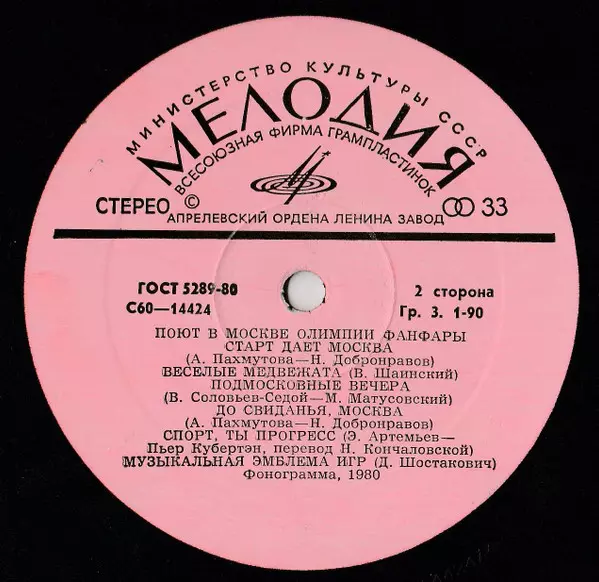 МИНИСТЕРСТВО КУЛЬТУРЫ СССР
МЕЛОДИЯ
ВСЕСОЮЗНАЯ ФИРМА ГРАМПЛАСТИНОК
СТЕРЕО © 33
АПРЕЛЕВСКИЙ ОРДЕНА ЛЕНИНА ЗАВОД
ГОСТ 5289-80
С60—14424
2 сторона
Гр. 3. 1-90
ПОЮТ В МОСКВЕ ОЛИМПИИ ФАНФАРЫ
СТАРТ ДАЕТ МОСКВА
(А. Пахмутова—Н. Добронравов)
ВЕСЕЛЫЕ МЕДВЕЖАТА (В. Шаинский)
ПОДМОСКОВНЫЕ ВЕЧЕРА
(В. Соловьев-Седой—М. Матусовский)
ДО СВИДАНЬЯ, МОСКВА
(А. Пахмутова—Н. Добронравов)
СПОРТ, ТЫ ПРОГРЕСС (Э. Артемьев—
Пьер Кубертэн, перевод Н. Кончаловской)
МУЗЫКАЛЬНАЯ ЭМБЛЕМА ИГР (Д. Шостакович)
Фонограмма, 1980